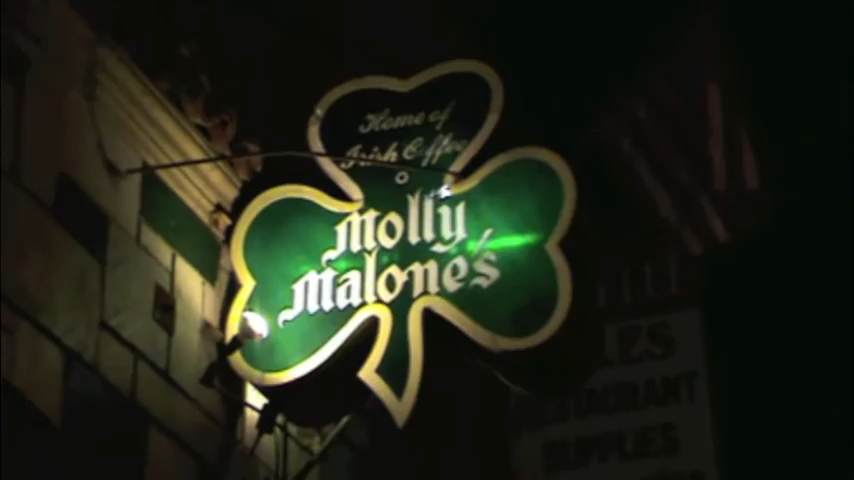 Home of
Irish Coffee
Molly
Malone's
RESTAURANT
SUPPLIES